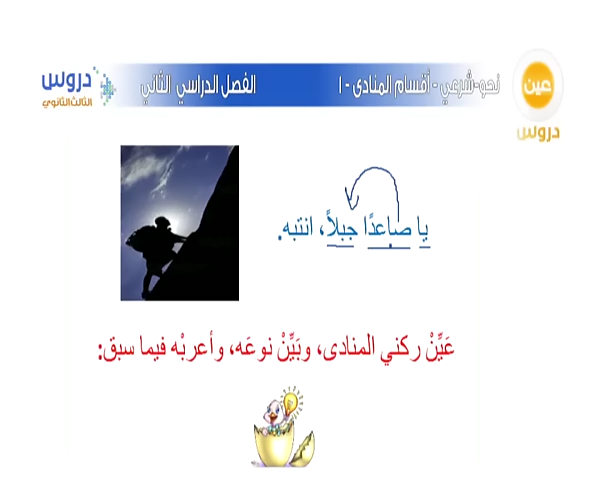 عين
دروس
نحو-شرعي - أقسام المنادى - ١
الفصل الدراسي الثاني
دروس
الثالث الثانوي
يا صاعدًا جبلاً، انتبه.
عَيِّنْ ركني المنادى، وبَيِّنْ نوعَه، وأعربْه فيما سبق: